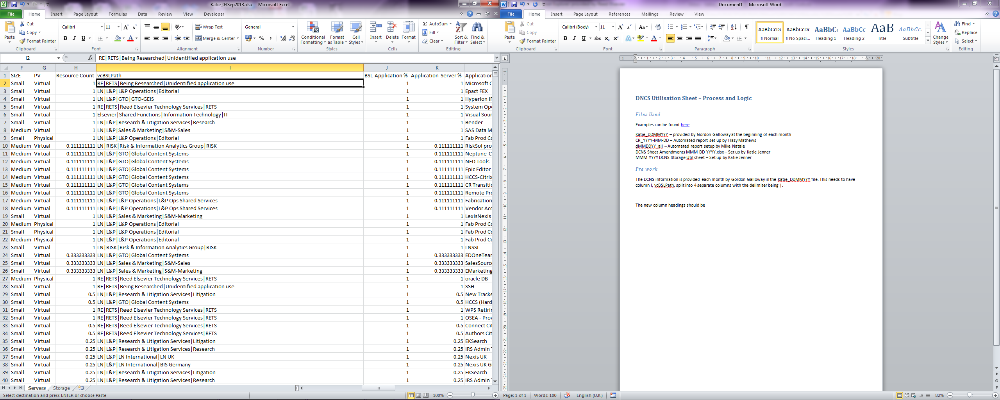 Katie_03Sep2013.xlsx - Microsoft Excel
File Home Insert Page Layout Formulas Data Review View Developer
Paste Cut Copy Format Painter Clipboard
Calibri 11 B I U Font
Wrap Text Merge & Center Alignment
General % , Number
Conditional Formatting Format as Table Cell Styles Styles
Insert Delete Format Cells
AutoSum Fill Clear Sort & Filter Find & Select Editing
I2 fx RE|RETS|Being Researched|Unidentified application use
F G H I J K
1 SIZE PV Resource Count vcBSLPath BSL-Application % Application-Server % Application
2 Small Virtual 1 RE|RETS|Being Researched|Unidentified application use 1 1 Microsoft C
3 Small Virtual 1 LN|L&P|L&P Operations|Editorial 1 1 Epact FEX
4 Small Virtual 1 LN|L&P|GTO|GTO-GEIS 1 1 Hyperion IF
5 Small Virtual 1 RE|RETS|Reed Elsevier Technology Services|RETS 1 1 System Ope
6 Small Virtual 1 Elsevier|Shared Functions|Information Technology|IT 1 1 Visual Sour
7 Small Virtual 1 LN|L&P|Research & Litigation Services|Research 1 1 Bender
8 Medium Virtual 1 LN|L&P|Sales & Marketing|S&M-Sales 1 1 SAS Data M
9 Small Physical 1 LN|L&P|L&P Operations|Editorial 1 1 Fab Prod Co
10 Medium Virtual 0.111111111 LN|RISK|Risk & Information Analytics Group|RISK 1 0.111111111 RiskSol pro
11 Medium Virtual 0.111111111 LN|L&P|GTO|Global Content Systems 1 0.111111111 Neptune-C
12 Medium Virtual 0.111111111 LN|L&P|GTO|Global Content Systems 1 0.111111111 NFD Tools
13 Medium Virtual 0.111111111 LN|L&P|GTO|Global Content Systems 1 0.111111111 Epic Editor
14 Medium Virtual 0.111111111 LN|L&P|GTO|Global Content Systems 1 0.111111111 HCCS-Citrix
15 Medium Virtual 0.111111111 LN|L&P|GTO|Global Content Systems 1 0.111111111 CR Transitic
16 Medium Virtual 0.111111111 LN|L&P|GTO|Global Content Systems 1 0.111111111 Remote Prc
17 Medium Virtual 0.111111111 LN|L&P|L&P Operations|L&P Ops Shared Services 1 0.111111111 Fabrication
18 Medium Virtual 0.111111111 LN|L&P|L&P Operations|L&P Ops Shared Services 1 0.111111111 Vendor Acc
19 Small Virtual 1 LN|L&P|Sales & Marketing|S&M-Marketing 1 1 LexisNexis
20 Medium Physical 1 LN|L&P|L&P Operations|Editorial 1 1 Fab Prod Co
21 Small Physical 1 LN|L&P|L&P Operations|Editorial 1 1 Fab Prod Co
22 Medium Physical 1 LN|L&P|L&P Operations|Editorial 1 1 Fab Prod Co
23 Small Virtual 1 LN|RISK|Risk & Information Analytics Group|RISK 1 1 LNSSI
24 Small Virtual 0.333333333 LN|L&P|GTO|Global Content Systems 1 0.333333333 EDOneTear
25 Small Virtual 0.333333333 LN|L&P|Sales & Marketing|S&M-Sales 1 0.333333333 SalesSource
26 Small Virtual 0.333333333 LN|L&P|Sales & Marketing|S&M-Marketing 1 0.333333333 EMarketing
27 Medium Physical 1 RE|RETS|Reed Elsevier Technology Services|RETS 1 1 oracle DB
28 Small Virtual 1 RE|RETS|Being Researched|Unidentified application use 1 1 SSH
29 Small Virtual 0.5 LN|L&P|Research & Litigation Services|Litigation 1 0.5 New Tracke
30 Small Virtual 0.5 LN|L&P|GTO|Global Content Systems 1 0.5 HCCS (Hard
31 Small Virtual 1 RE|RETS|Reed Elsevier Technology Services|RETS 1 1 WPS Retirir
32 Small Virtual 1 RE|RETS|Reed Elsevier Technology Services|RETS 1 1 OSEA - Prov
33 Small Virtual 0.5 RE|RETS|Reed Elsevier Technology Services|RETS 1 0.5 Connect Cit
34 Small Virtual 0.5 RE|RETS|Reed Elsevier Technology Services|RETS 1 0.5 Authors Cit
35 Small Virtual 0.25 LN|L&P|Research & Litigation Services|Litigation 1 0.25 EKSearch
36 Small Virtual 0.25 LN|L&P|Research & Litigation Services|Research 1 0.25 IRS Admin T
37 Small Virtual 0.25 LN|L&P|LN International|LN UK 1 0.25 Nexis UK
38 Small Virtual 0.25 LN|L&P|LN International|BIS Germany 1 0.25 Nexis UK G
39 Small Virtual 0.25 LN|L&P|Research & Litigation Services|Litigation 1 0.25 EKSearch
40 Small Virtual 0.25 LN|L&P|Research & Litigation Services|Research 1 0.25 IRS Admin T
Servers Storage
Select destination and press ENTER or choose Paste 100%
Document1 - Microsoft Word
File Home Insert Page Layout References Mailings Review View
Paste Cut Copy Format Painter Clipboard
Calibri (Body) 11 Aa B I U abc x₂ x² Font
Paragraph
AaBbCcDc ¶ Normal AaBbCcDc ¶ No Spaci... AaBbC Heading 1 AaBbCc Heading 2 AaB Title AaBbCc. Subtitle Change Styles Styles
Find Replace Select Editing
DNCS Utilisation Sheet – Process and Logic
Files Used
Examples can be found here.
Katie_DDMMYYY – provided by Gordon Galloway at the beginning of each month
CR_YYYY-MM-DD – Automated report set up by Hazy Mathews
dMMDDYY_all – Automated report setup by Mike Natale
DCNS Sheet Amendments MMM DD YYYY.xlsx – Set up by Katie Jenner
MMM YYYY DCNS Storage Util sheet – Set up by Katie Jenner
Pre work
The DCNS information is provided each month by Gordon Galloway in the Katie_DDMMYYY file. This needs to have
column I, vcBSLPath, split into 4 separate columns with the delimiter being |.
The new column headings should be
Page: 1 of 1 Words: 100 English (U.K.) 82%